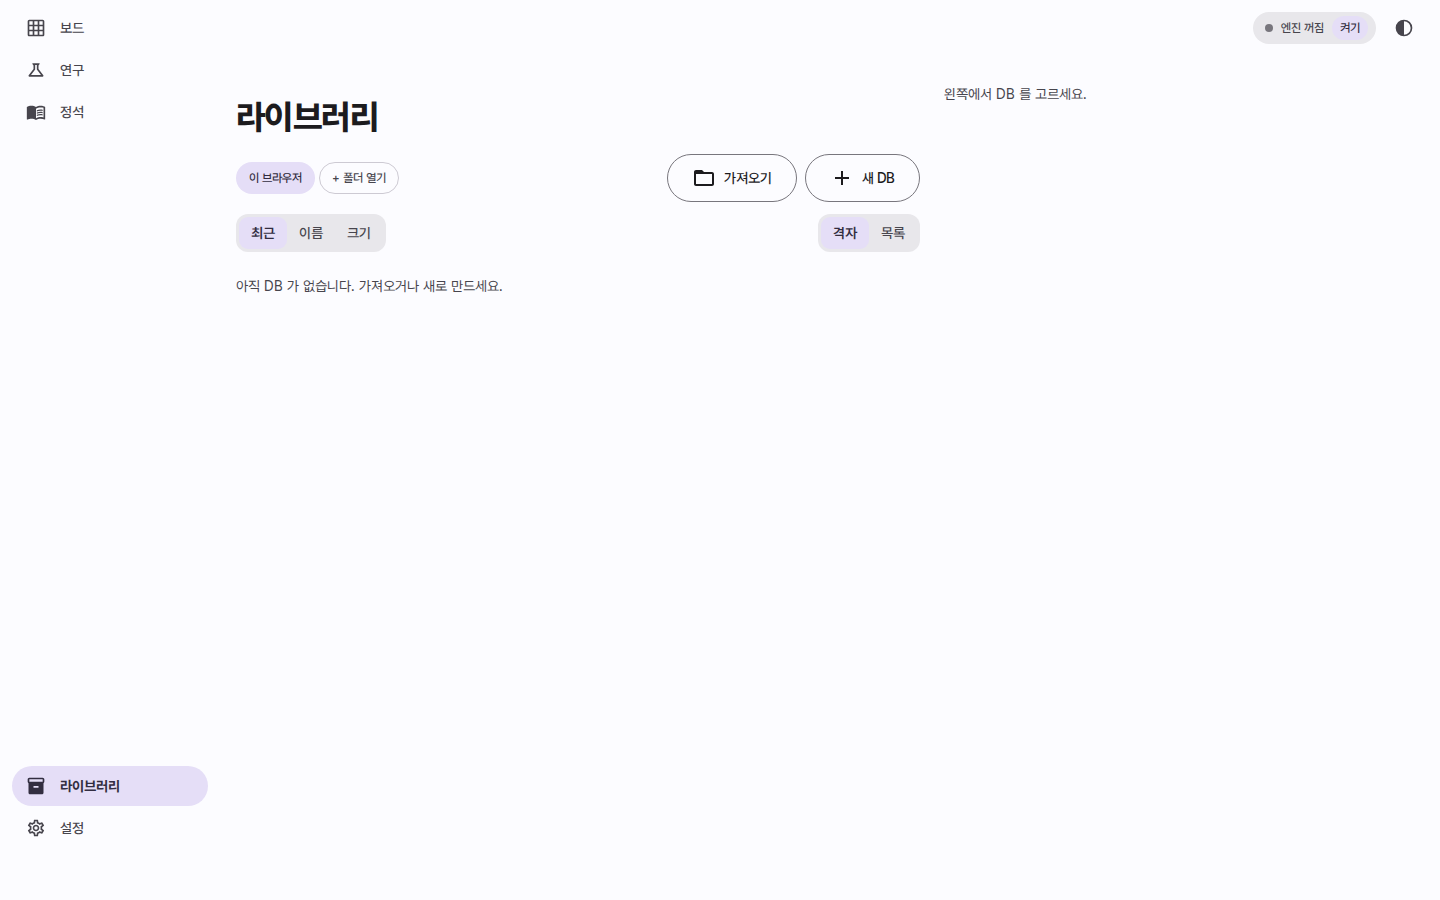 보드
연구
정석
엔진 꺼짐 켜기
왼쪽에서 DB 를 고르세요.
라이브러리
이 브라우저
+ 폴더 열기
가져오기
새 DB
최근 이름 크기
격자 목록
아직 DB 가 없습니다. 가져오거나 새로 만드세요.
라이브러리
설정